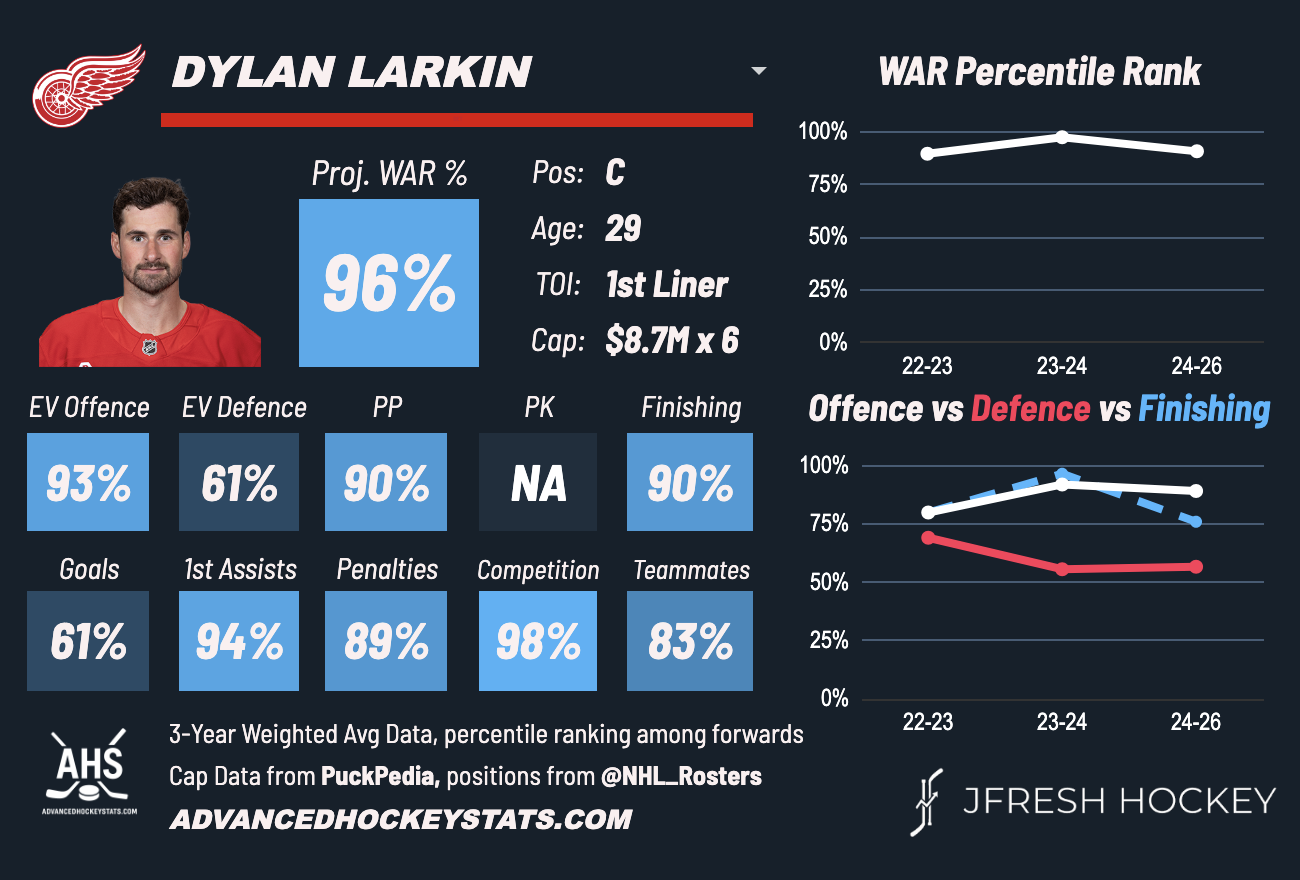 DYLAN LARKIN
WAR Percentile Rank
Proj. WAR %
96%
Pos: C
Age: 29
TOI: 1st Liner
Cap: $8.7M x 6
100%
75%
50%
25%
0%
22-23 23-24 24-26
EV Offence EV Defence PP PK Finishing
93% 61% 90% NA 90%
Goals 1st Assists Penalties Competition Teammates
61% 94% 89% 98% 83%
Offence vs Defence vs Finishing
100%
75%
50%
25%
0%
22-23 23-24 24-26
AHS
ADVANCEDHOCKEYSTATS.COM
3-Year Weighted Avg Data, percentile ranking among forwards
Cap Data from PuckPedia, positions from @NHL_Rosters
ADVANCEDHOCKEYSTATS.COM
JFRESH HOCKEY